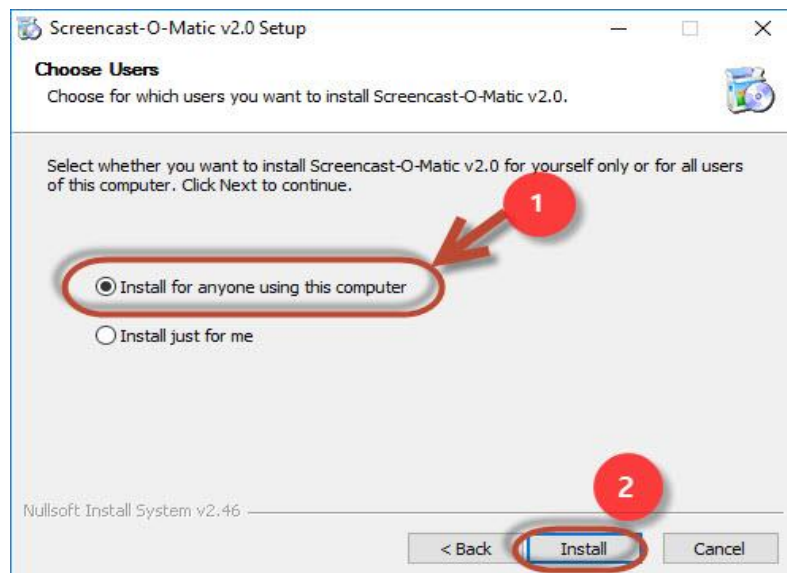 Screencast-O-Matic v2.0 Setup
Choose Users
Choose for which users you want to install Screencast-O-Matic v2.0.
Select whether you want to install Screencast-O-Matic v2.0 for yourself only or for all users
of this computer. Click Next to continue.
1
Install for anyone using this computer
Install just for me
2
Nullsoft Install System v2.46
< Back Install Cancel